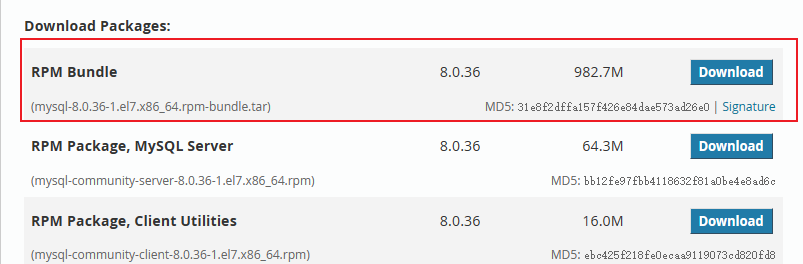 Download Packages:
RPM Bundle 8.0.36 982.7M Download
(mysql-8.0.36-1.el7.x86_64.rpm-bundle.tar) MD5: 31e8f2dffa157f426e84dae573ad26e0 | Signature
RPM Package, MySQL Server 8.0.36 64.3M Download
(mysql-community-server-8.0.36-1.el7.x86_64.rpm) MD5: bb12fe97fbb4118632f81a0be4e8ad6c
RPM Package, Client Utilities 8.0.36 16.0M Download
(mysql-community-client-8.0.36-1.el7.x86_64.rpm) MD5: ebc425f218fe0ecaa9119073cd820fd8